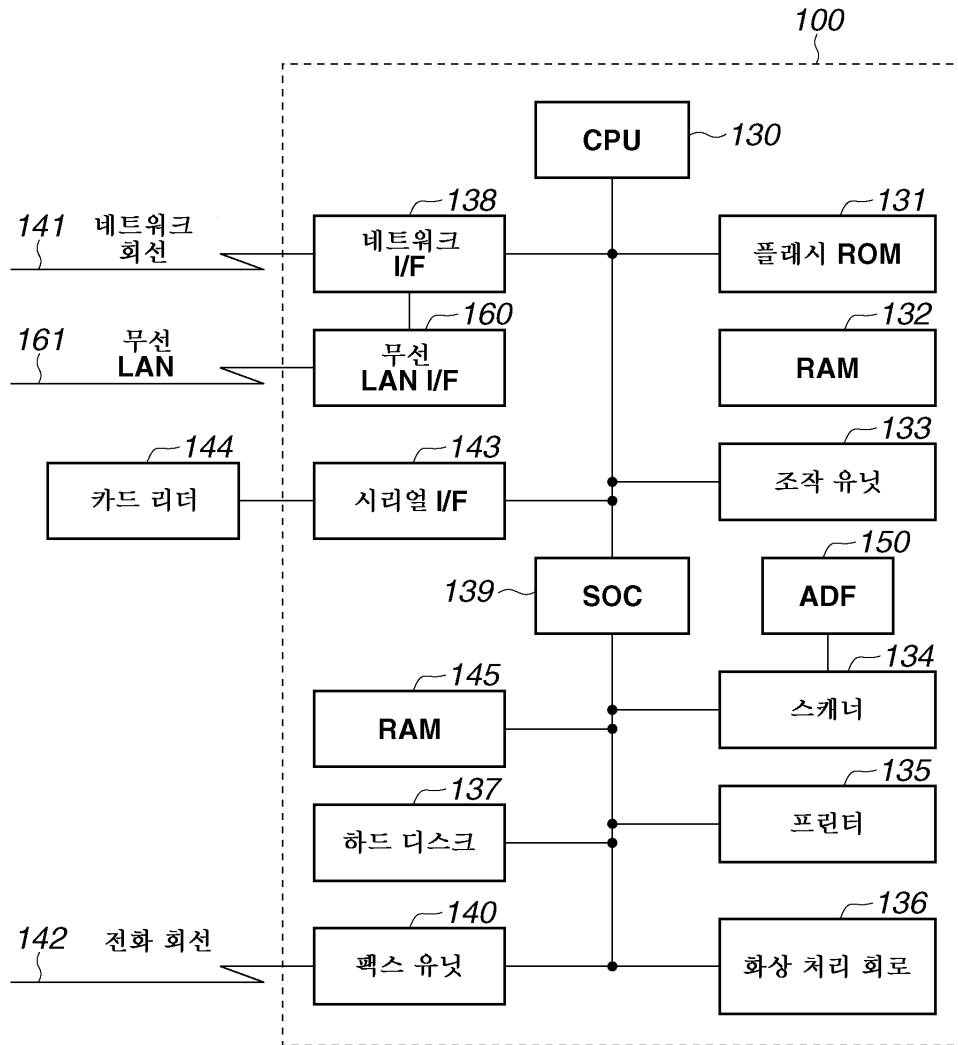 100
CPU
130
141
네트워크
회선
138
네트워크
I/F
131
플래시 ROM
161
무선
LAN
160
무선
LAN I/F
132
RAM
144
카드 리더
143
시리얼 I/F
133
조작 유닛
139
SOC
150
ADF
145
RAM
134
스캐너
137
하드 디스크
135
프린터
142
전화 회선
140
팩스 유닛
136
화상 처리 회로